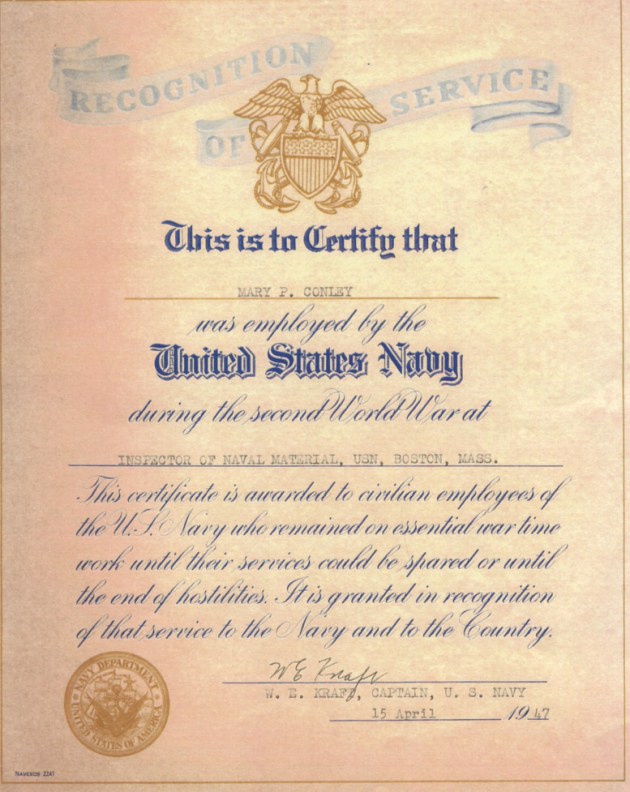 RECOGNITION
OF SERVICE
This is to Certify that
MARY P. CONLEY
was employed by the
United States Navy
during the second World War at
INSPECTOR OF NAVAL MATERIAL, USN, BOSTON, MASS.
This certificate is awarded to civilian employees of
the U.S. Navy who remained on essential war time
work until their services could be spared or until
the end of hostilities. It is granted in recognition
of that service to the Navy and to the Country.
W E Kraft
W. E. KRAFT, CAPTAIN, U. S. NAVY
15 April 1947
NAVY DEPARTMENT
UNITED STATES OF AMERICA
NAVEXOS 2241